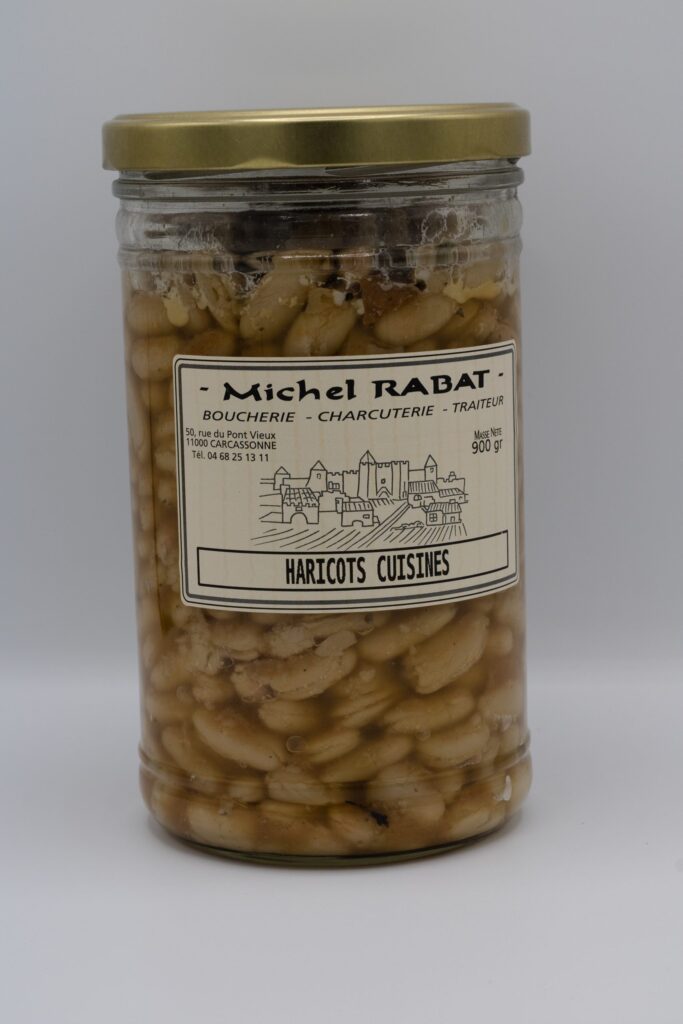 - Michel RABAT -
BOUCHERIE - CHARCUTERIE - TRAITEUR
50, rue du Pont Vieux
11000 CARCASSONNE
Tél. 04 68 25 13 11
MASSE NETE
900 gr
HARICOTS CUISINES